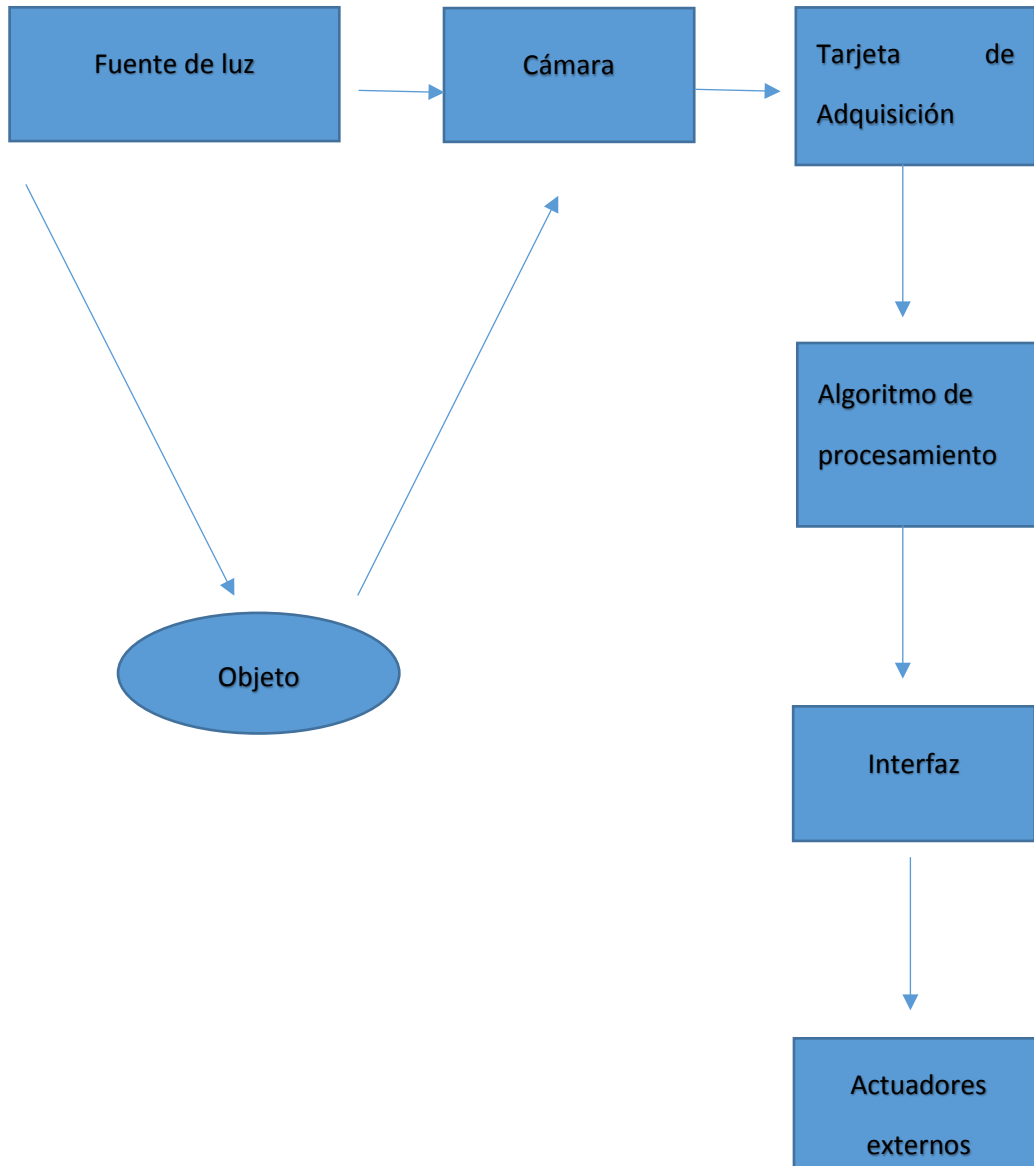 Fuente de luz
Cámara
Tarjeta de
Adquisición
Algoritmo de
procesamiento
Objeto
Interfaz
Actuadores
externos